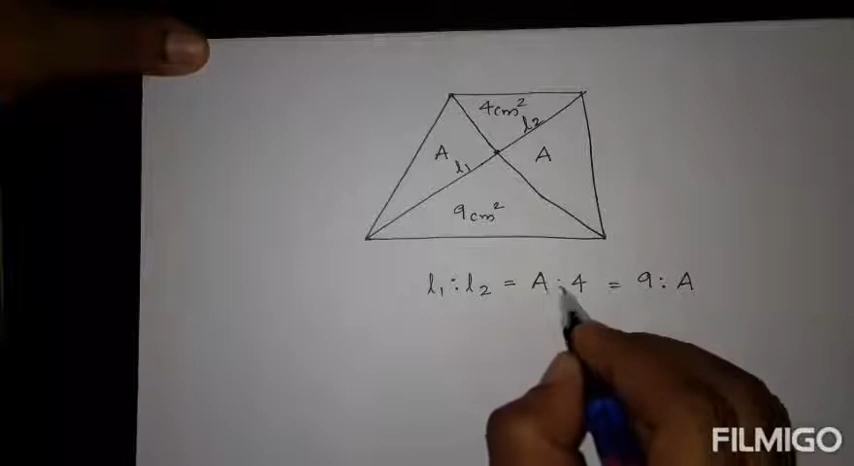 4cm²
l₂
A
l₁
A
9cm²
l₁ : l₂ = A : 4 = 9 : A
FILMIGO